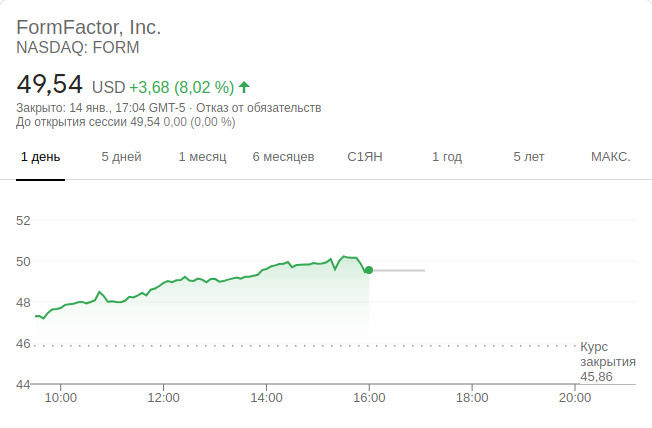 FormFactor, Inc.
NASDAQ: FORM
49,54 USD +3,68 (8,02 %)
Закрыто: 14 янв., 17:04 GMT-5 · Отказ от обязательств
До открытия сессии 49,54 0,00 (0,00 %)
1 день 5 дней 1 месяц 6 месяцев С1ЯН 1 год 5 лет МАКС.
52
50
48
46
Курс
закрытия
45,86
44
10:00 12:00 14:00 16:00 18:00 20:00